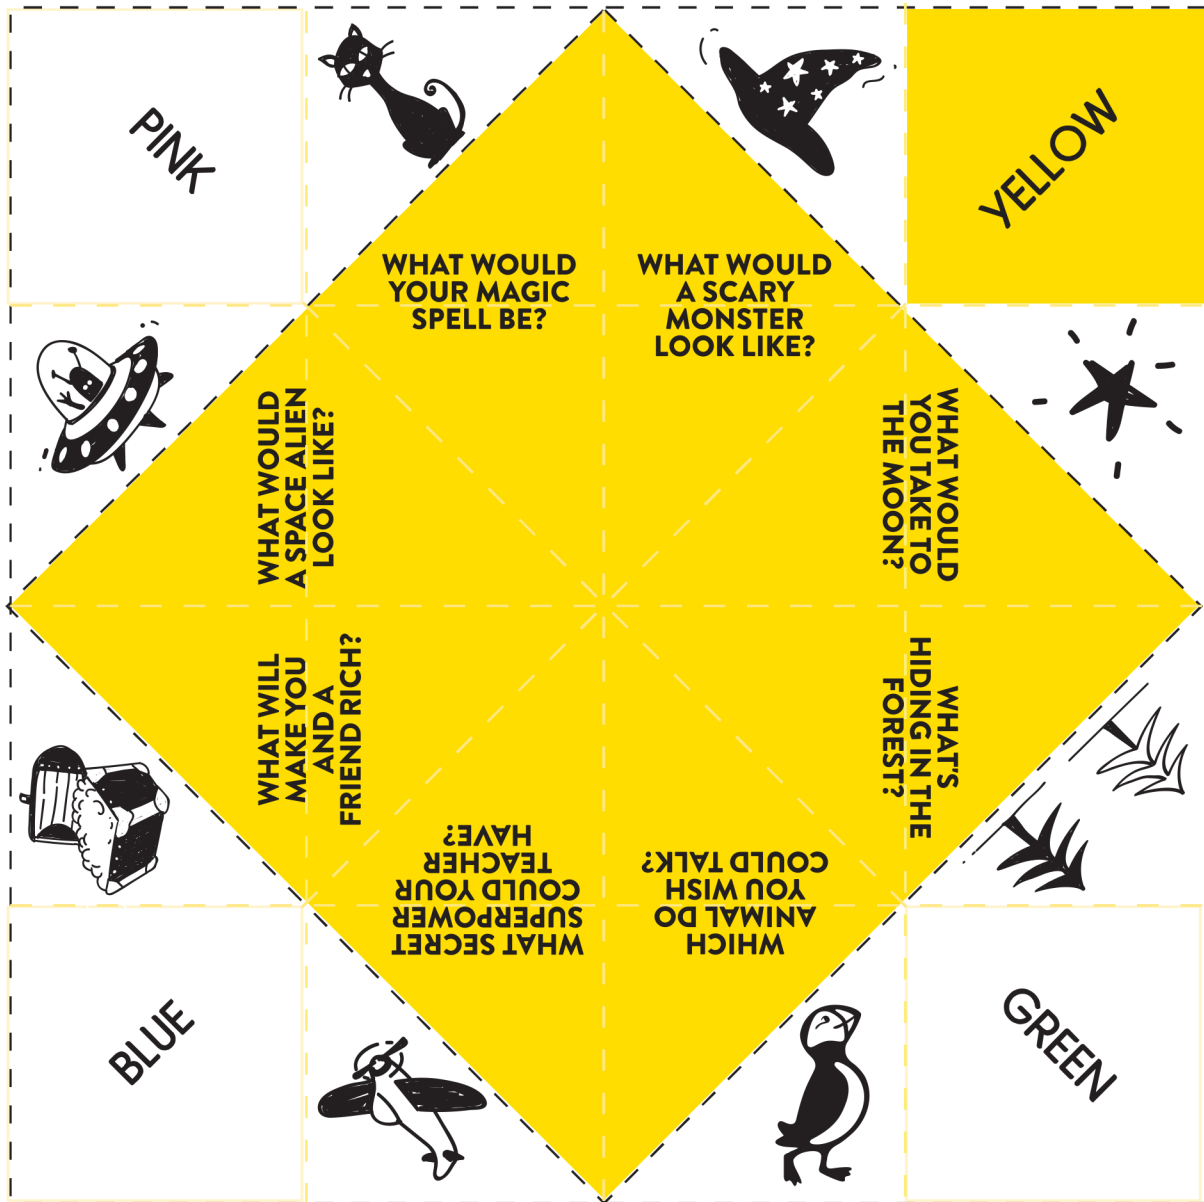 PINK
YELLOW
WHAT WOULD
YOUR MAGIC
SPELL BE?
WHAT WOULD
A SCARY
MONSTER
LOOK LIKE?
WHAT WOULD
A SPACE ALIEN
LOOK LIKE?
WHAT WOULD
YOU TAKE TO
THE MOON?
WHAT WILL
MAKE YOU
AND A
FRIEND RICH?
WHAT'S
HIDING IN THE
FOREST?
WHAT SECRET
SUPERPOWER
COULD YOUR
TEACHER
HAVE?
WHICH
ANIMAL DO
YOU WISH
COULD TALK?
BLUE
GREEN